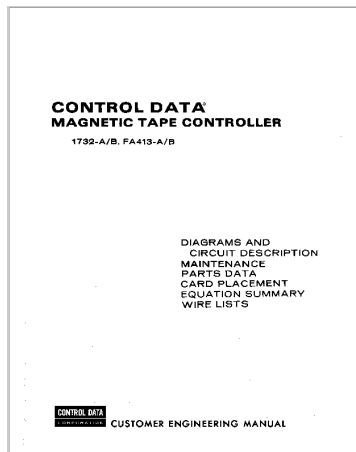 CONTROL DATA®
MAGNETIC TAPE CONTROLLER
1732-A/B, FA413-A/B
DIAGRAMS AND
CIRCUIT DESCRIPTION
MAINTENANCE
PARTS DATA
CARD PLACEMENT
EQUATION SUMMARY
WIRE LISTS
CONTROL DATA
CORPORATION
CUSTOMER ENGINEERING MANUAL